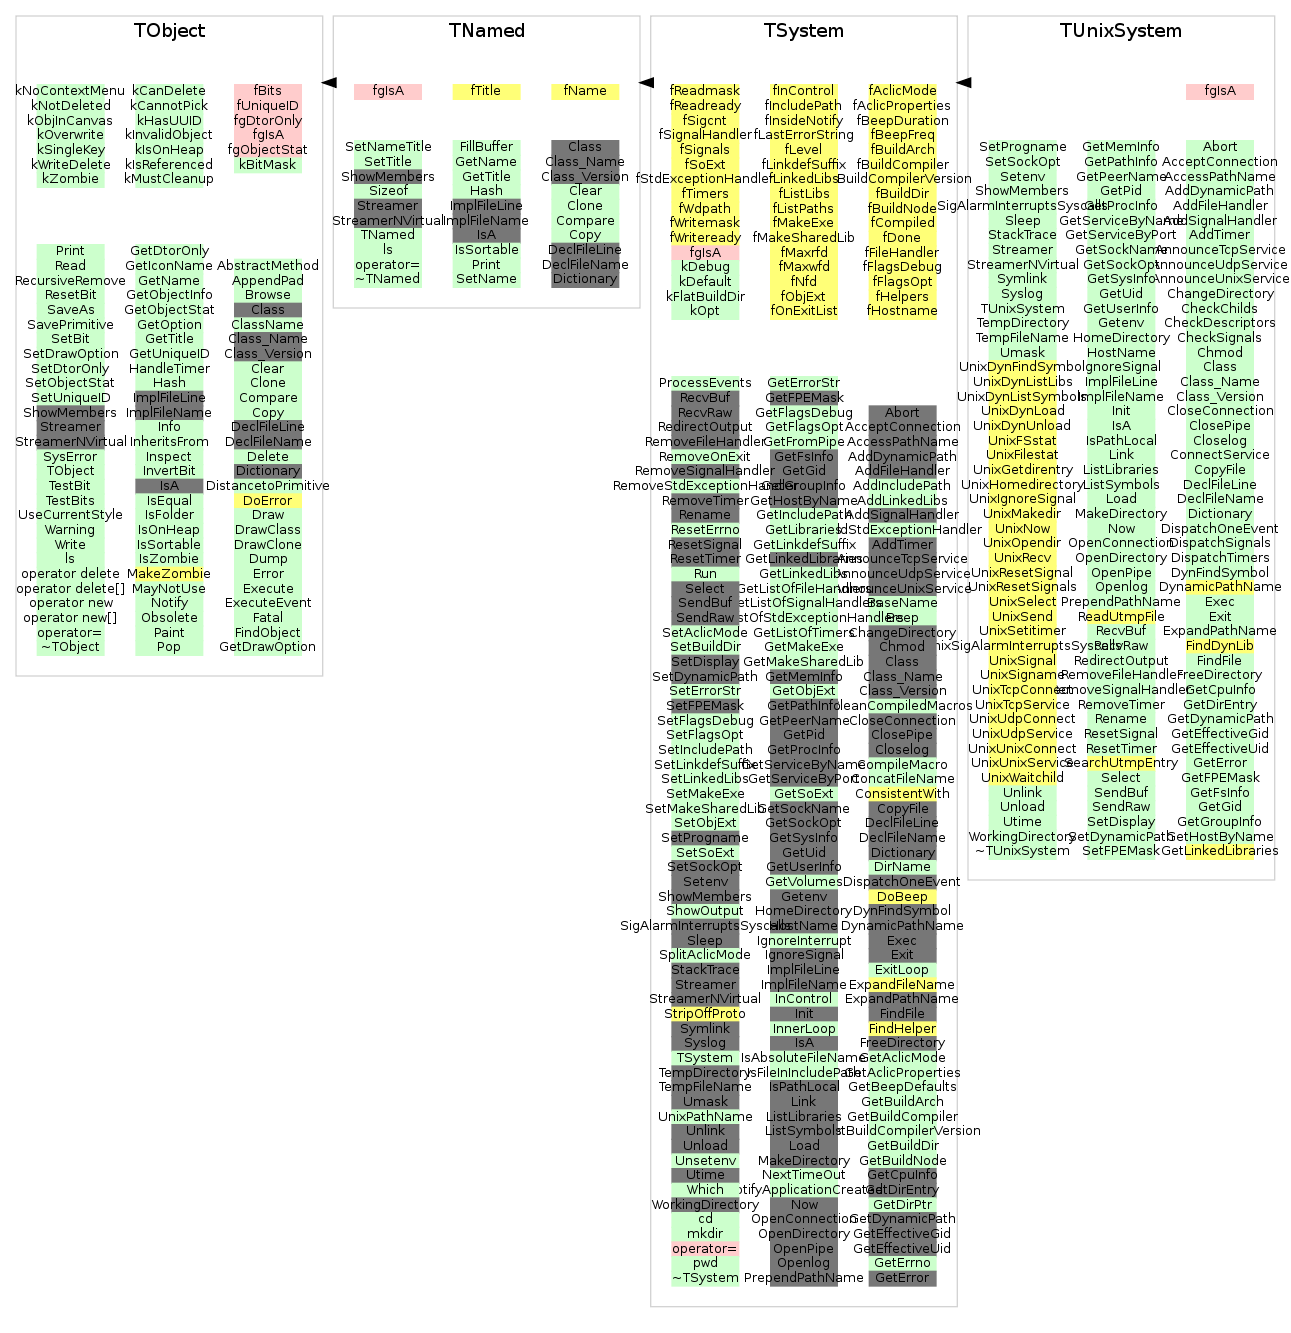 TObject
kNoContextMenu
kNotDeleted
kObjInCanvas
kOverwrite
kSingleKey
kWriteDelete
kZombie
kCanDelete
kCannotPick
kHasUUID
kInvalidObject
kIsOnHeap
kIsReferenced
kMustCleanup
fBits
fUniqueID
fgDtorOnly
fgIsA
fgObjectStat
kBitMask
Print
Read
RecursiveRemove
ResetBit
SaveAs
SavePrimitive
SetBit
SetDrawOption
SetDtorOnly
SetObjectStat
SetUniqueID
ShowMembers
Streamer
StreamerNVirtual
SysError
TObject
TestBit
TestBits
UseCurrentStyle
Warning
Write
ls
operator delete
operator delete[]
operator new
operator new[]
operator=
~TObject
GetDtorOnly
GetIconName
GetName
GetObjectInfo
GetObjectStat
GetOption
GetTitle
GetUniqueID
HandleTimer
Hash
ImplFileLine
ImplFileName
Info
InheritsFrom
Inspect
InvertBit
IsA
IsEqual
IsFolder
IsOnHeap
IsSortable
IsZombie
MakeZombie
MayNotUse
Notify
Obsolete
Paint
Pop
AbstractMethod
AppendPad
Browse
Class
ClassName
Class_Name
Class_Version
Clear
Clone
Compare
Copy
DeclFileLine
DeclFileName
Delete
Dictionary
DistancetoPrimitive
DoError
Draw
DrawClass
DrawClone
Dump
Error
Execute
ExecuteEvent
Fatal
FindObject
GetDrawOption
TNamed
fgIsA
fTitle
fName
SetNameTitle
SetTitle
ShowMembers
Sizeof
Streamer
StreamerNVirtual
TNamed
ls
operator=
~TNamed
FillBuffer
GetName
GetTitle
Hash
ImplFileLine
ImplFileName
IsA
IsSortable
Print
SetName
Class
Class_Name
Class_Version
Clear
Clone
Compare
Copy
DeclFileLine
DeclFileName
Dictionary
TSystem
fReadmask
fReadready
fSigcnt
fSignalHandler
fSignals
fSoExt
fStdExceptionHandler
fTimers
fWdpath
fWritemask
fWriteready
fgIsA
kDebug
kDefault
kFlatBuildDir
kOpt
fInControl
fIncludePath
fInsideNotify
fLastErrorString
fLevel
fLinkdefSuffix
fLinkedLibs
fListLibs
fListPaths
fMakeExe
fMakeSharedLib
fMaxrfd
fMaxwfd
fNfd
fObjExt
fOnExitList
fAclicMode
fAclicProperties
fBeepDuration
fBeepFreq
fBuildArch
fBuildCompiler
BuildCompilerVersion
fBuildDir
fBuildNode
fCompiled
fDone
fFileHandler
fFlagsDebug
fFlagsOpt
fHelpers
fHostname
ProcessEvents
RecvBuf
RecvRaw
RedirectOutput
RemoveFileHandler
RemoveOnExit
RemoveSignalHandler
RemoveStdExceptionHandler
RemoveTimer
Rename
ResetErrno
ResetSignal
ResetTimer
Run
Select
SendBuf
SendRaw
SetAclicMode
SetBuildDir
SetDisplay
SetDynamicPath
SetErrorStr
SetFPEMask
SetFlagsDebug
SetFlagsOpt
SetIncludePath
SetLinkdefSuffix
SetLinkedLibs
SetMakeExe
SetMakeSharedLib
SetObjExt
SetProgname
SetSoExt
SetSockOpt
Setenv
ShowMembers
ShowOutput
SigAlarmInterruptsSyscalls
Sleep
SplitAclicMode
StackTrace
Streamer
StreamerNVirtual
StripOffProto
Symlink
Syslog
TSystem
TempDirectory
TempFileName
Umask
UnixPathName
Unlink
Unload
Unsetenv
Utime
Which
WorkingDirectory
cd
mkdir
operator=
pwd
~TSystem
GetErrorStr
GetFPEMask
GetFlagsDebug
GetFlagsOpt
GetFromPipe
GetFsInfo
GetGid
GetGroupInfo
GetHostByName
GetIncludePath
GetLibraries
GetLinkdefSuffix
GetLinkedLibraries
GetLinkedLibs
GetListOfFileHandlers
etListOfSignalHandlers
stOfStdExceptionHandlers
GetListOfTimers
GetMakeExe
GetMakeSharedLib
GetMemInfo
GetObjExt
GetPathInfo
GetPeerName
GetPid
GetProcInfo
GetServiceByName
GetServiceByPort
GetSoExt
GetSockName
GetSockOpt
GetSysInfo
GetUid
GetUserInfo
GetVolumes
Getenv
HomeDirectory
HostName
IgnoreInterrupt
IgnoreSignal
ImplFileLine
ImplFileName
InControl
Init
InnerLoop
IsA
IsAbsoluteFileName
IsFileInIncludePath
IsPathLocal
Link
ListLibraries
ListSymbols
Load
MakeDirectory
NextTimeOut
otifyApplicationCreated
Now
OpenConnection
OpenDirectory
OpenPipe
Openlog
PrependPathName
Abort
AcceptConnection
AccessPathName
AddDynamicPath
AddFileHandler
AddIncludePath
AddLinkedLibs
AddSignalHandler
ddStdExceptionHandler
AddTimer
AnnounceTcpService
AnnounceUdpService
AnnounceUnixService
BaseName
Beep
ChangeDirectory
Chmod
Class
Class_Name
Class_Version
leanCompiledMacros
CloseConnection
ClosePipe
Closelog
CompileMacro
ConcatFileName
ConsistentWith
CopyFile
DeclFileLine
DeclFileName
Dictionary
DirName
DispatchOneEvent
DoBeep
DynFindSymbol
DynamicPathName
Exec
Exit
ExitLoop
ExpandFileName
ExpandPathName
FindFile
FindHelper
FreeDirectory
GetAclicMode
GetAclicProperties
GetBeepDefaults
GetBuildArch
GetBuildCompiler
etBuildCompilerVersion
GetBuildDir
GetBuildNode
GetCpuInfo
GetDirEntry
GetDirPtr
GetDynamicPath
GetEffectiveGid
GetEffectiveUid
GetErrno
GetError
TUnixSystem
fgIsA
SetProgname
SetSockOpt
Setenv
ShowMembers
SigAlarmInterruptsSyscalls
Sleep
StackTrace
Streamer
StreamerNVirtual
Symlink
Syslog
TUnixSystem
TempDirectory
TempFileName
Umask
UnixDynFindSymbol
UnixDynListLibs
UnixDynListSymbols
UnixDynLoad
UnixDynUnload
UnixFSstat
UnixFilestat
UnixGetdirentry
UnixHomedirectory
UnixIgnoreSignal
UnixMakedir
UnixNow
UnixOpendir
UnixRecv
UnixResetSignal
UnixResetSignals
UnixSelect
UnixSend
UnixSetitimer
nixSigAlarmInterruptsSyscalls
UnixSignal
UnixSigname
UnixTcpConnect
UnixTcpService
UnixUdpConnect
UnixUdpService
UnixUnixConnect
UnixUnixService
UnixWaitchild
Unlink
Unload
Utime
WorkingDirectory
~TUnixSystem
GetMemInfo
GetPathInfo
GetPeerName
GetPid
GetProcInfo
GetServiceByName
GetServiceByPort
GetSockName
GetSockOpt
GetSysInfo
GetUid
GetUserInfo
Getenv
HomeDirectory
HostName
IgnoreSignal
ImplFileLine
ImplFileName
Init
IsA
IsPathLocal
Link
ListLibraries
ListSymbols
Load
MakeDirectory
Now
OpenConnection
OpenDirectory
OpenPipe
Openlog
PrependPathName
ReadUtmpFile
RecvBuf
RecvRaw
RedirectOutput
RemoveFileHandler
emoveSignalHandler
RemoveTimer
Rename
ResetSignal
ResetTimer
SearchUtmpEntry
Select
SendBuf
SendRaw
SetDisplay
SetDynamicPath
SetFPEMask
Abort
AcceptConnection
AccessPathName
AddDynamicPath
AddFileHandler
AddSignalHandler
AddTimer
AnnounceTcpService
AnnounceUdpService
AnnounceUnixService
ChangeDirectory
CheckChilds
CheckDescriptors
CheckSignals
Chmod
Class
Class_Name
Class_Version
CloseConnection
ClosePipe
Closelog
ConnectService
CopyFile
DeclFileLine
DeclFileName
Dictionary
DispatchOneEvent
DispatchSignals
DispatchTimers
DynFindSymbol
DynamicPathName
Exec
Exit
ExpandPathName
FindDynLib
FindFile
FreeDirectory
GetCpuInfo
GetDirEntry
GetDynamicPath
GetEffectiveGid
GetEffectiveUid
GetError
GetFPEMask
GetFsInfo
GetGid
GetGroupInfo
GetHostByName
GetLinkedLibraries